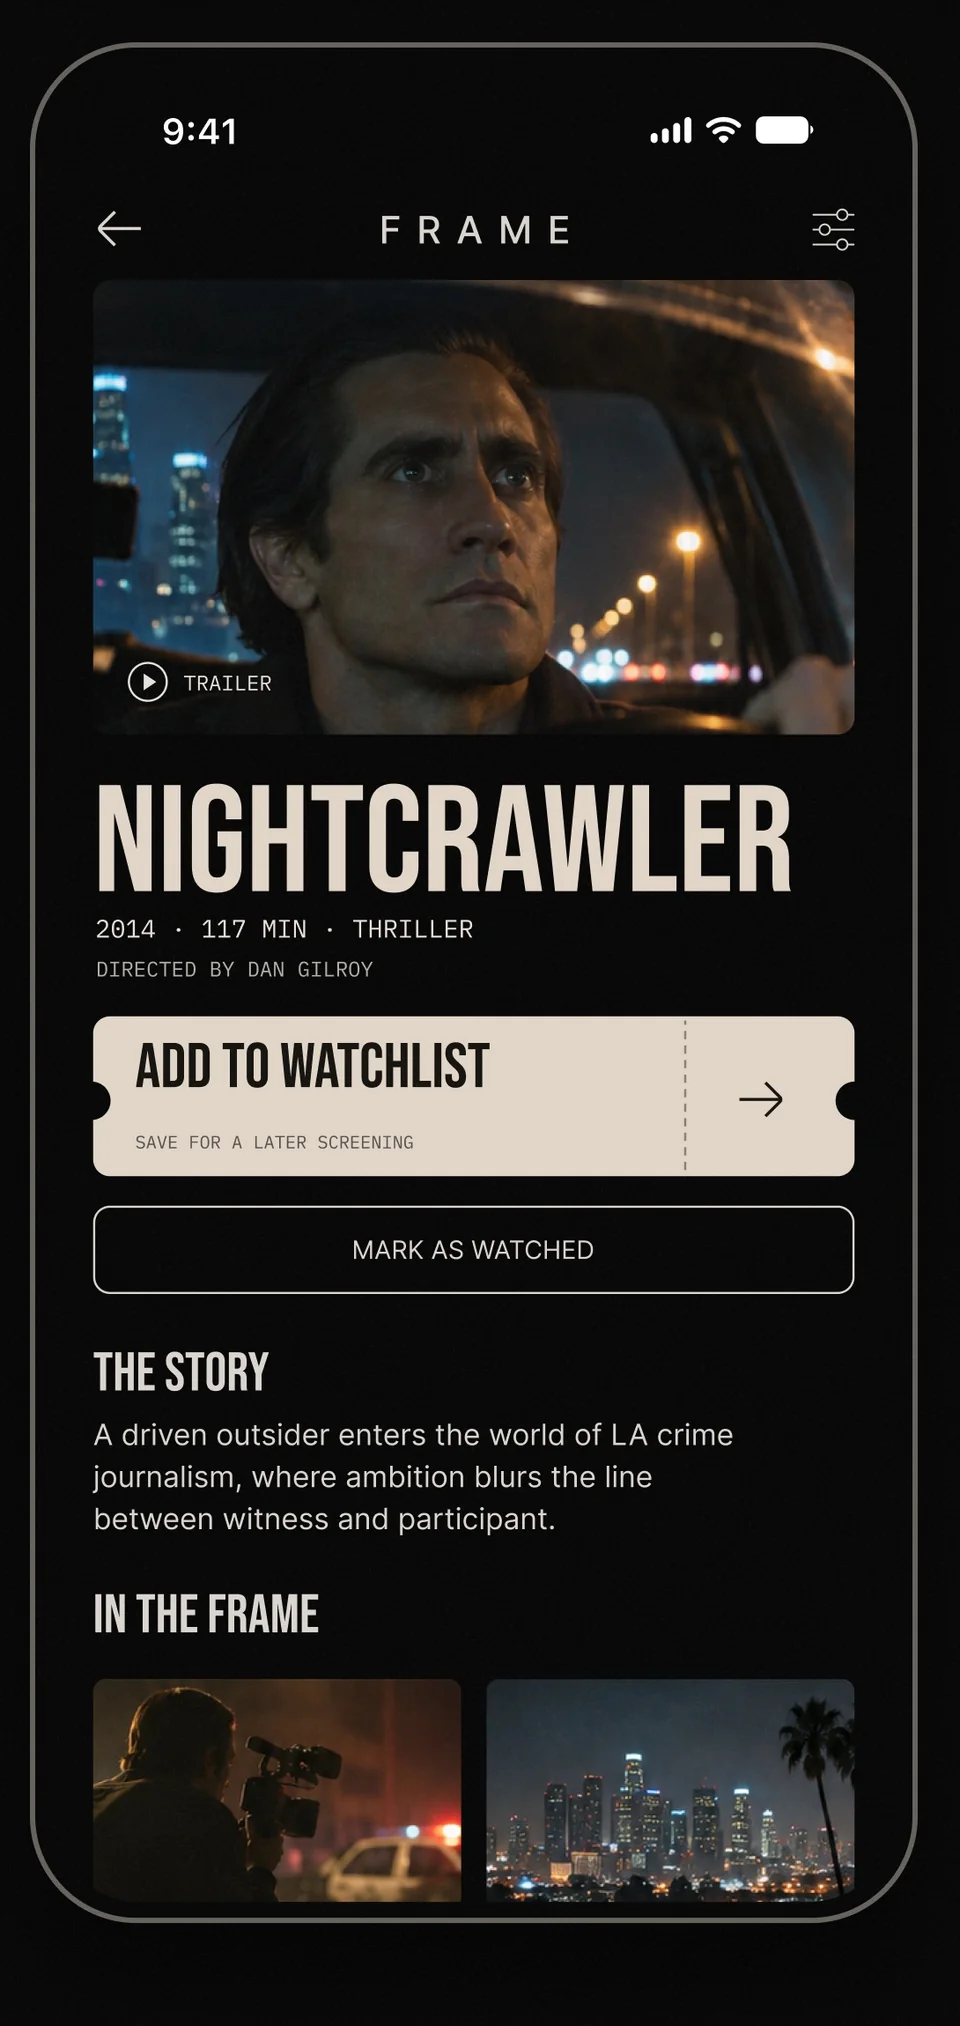 9:41
FRAME
TRAILER
NIGHTCRAWLER
2014 · 117 MIN · THRILLER
DIRECTED BY DAN GILROY
ADD TO WATCHLIST
SAVE FOR A LATER SCREENING
MARK AS WATCHED
THE STORY
A driven outsider enters the world of LA crime
journalism, where ambition blurs the line
between witness and participant.
IN THE FRAME